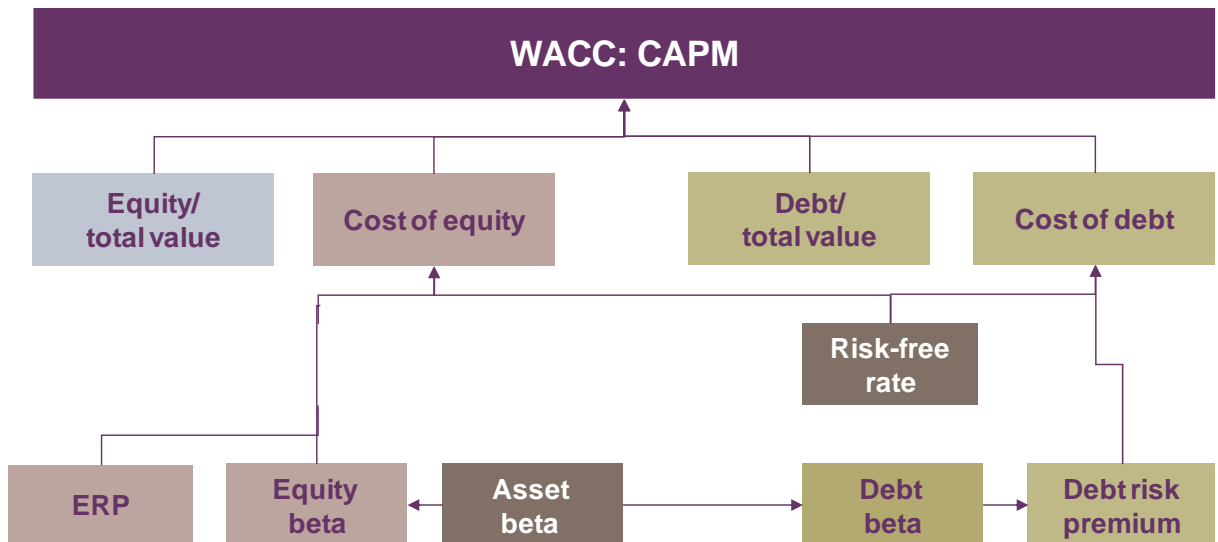 WACC: CAPM
Equity/
total value
Cost of equity
Debt/
total value
Cost of debt
Risk-free
rate
ERP
Equity
beta
Asset
beta
Debt
beta
Debt risk
premium